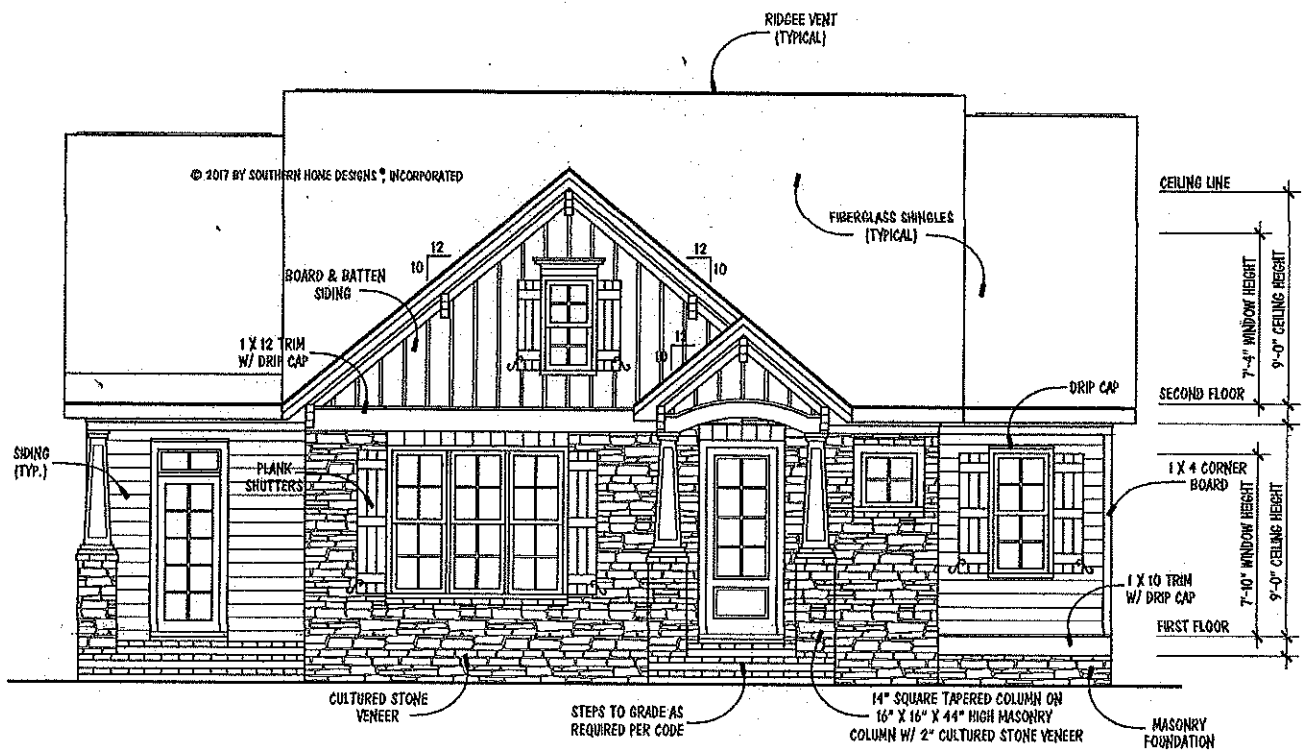 RIDGEE VENT
(TYPICAL)
© 2017 BY SOUTHERN HOME DESIGNS®, INCORPORATED
CEILING LINE
FIBERGLASS SHINGLES
(TYPICAL)
12
10
12
10
BOARD & BATTEN
SIDING
7'-4" WINDOW HEIGHT
9'-0" CEILING HEIGHT
1 X 12 TRIM
W/ DRIP CAP
12
10
DRIP CAP
SECOND FLOOR
SIDING
(TYP.)
PLANK
SHUTTERS
1 X 4 CORNER
BOARD
7'-10" WINDOW HEIGHT
9'-0" CEILING HEIGHT
1 X 10 TRIM
W/ DRIP CAP
FIRST FLOOR
CULTURED STONE
VENEER
STEPS TO GRADE AS
REQUIRED PER CODE
14" SQUARE TAPERED COLUMN ON
16" X 16" X 44" HIGH MASONRY
COLUMN W/ 2" CULTURED STONE VENEER
MASONRY
FOUNDATION